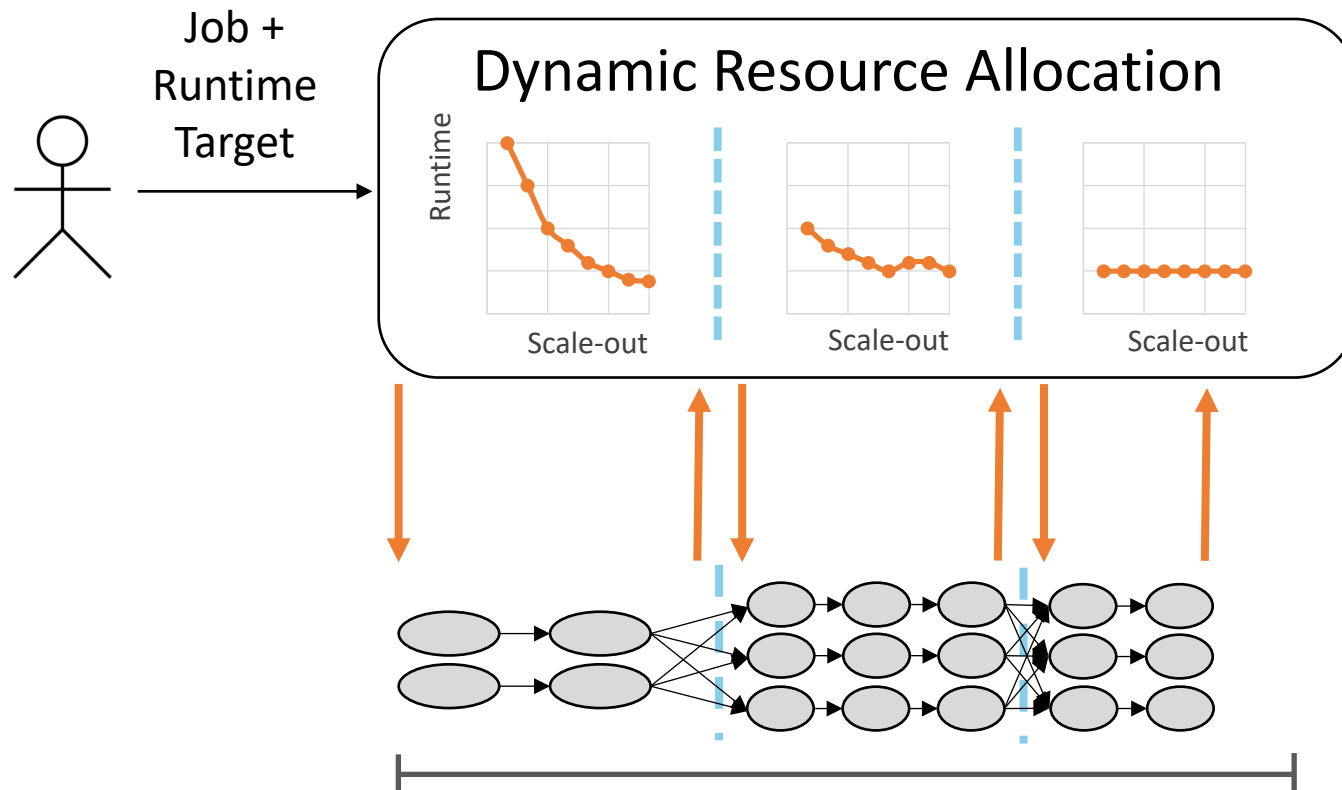 Job +
Runtime
Target
Dynamic Resource Allocation
Runtime
Scale-out
Scale-out
Scale-out